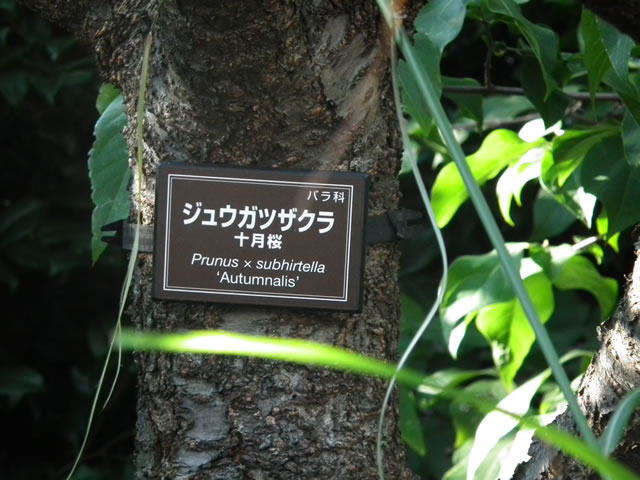 バラ科
ジュウガツザクラ
十月桜
Prunus × subhirtella
‘Autumnalis’